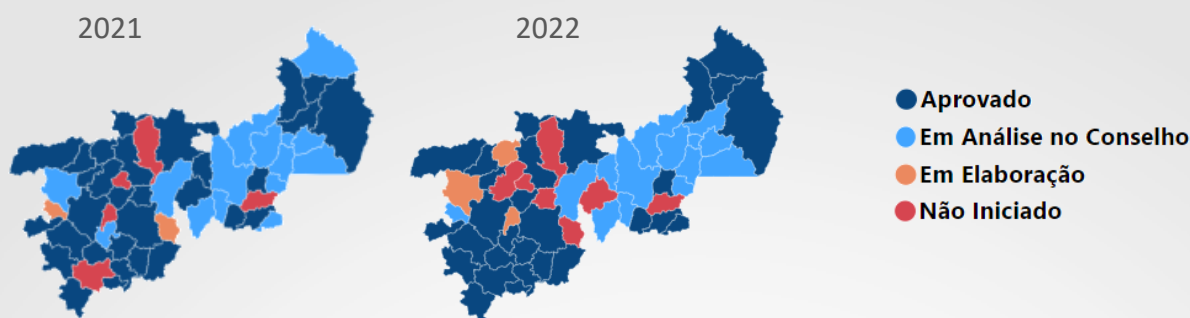 2021
2022
Aprovado
Em Análise no Conselho
Em Elaboração
Não Iniciado